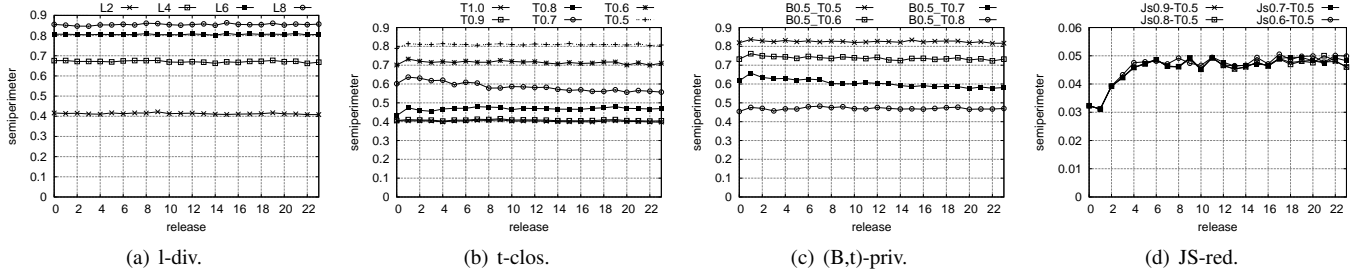 L2 L4 L6 L8
0.9
0.8
0.7
0.6
0.5
0.4
0.3
0.2
0.1
0
semiperimeter
0 2 4 6 8 10 12 14 16 18 20 22
release
(a) l-div.
T1.0 T0.8 T0.6
T0.9 T0.7 T0.5
0.9
0.8
0.7
0.6
0.5
0.4
0.3
0.2
0.1
0
semiperimeter
0 2 4 6 8 10 12 14 16 18 20 22
release
(b) t-clos.
B0.5_T0.5 B0.5_T0.7
B0.5_T0.6 B0.5_T0.8
0.9
0.8
0.7
0.6
0.5
0.4
0.3
0.2
0.1
0
semiperimeter
0 2 4 6 8 10 12 14 16 18 20 22
release
(c) (B,t)-priv.
Js0.9-T0.5 Js0.7-T0.5
Js0.8-T0.5 Js0.6-T0.5
0.06
0.05
0.04
0.03
0.02
0.01
0
semiperimeter
0 2 4 6 8 10 12 14 16 18 20 22
release
(d) JS-red.